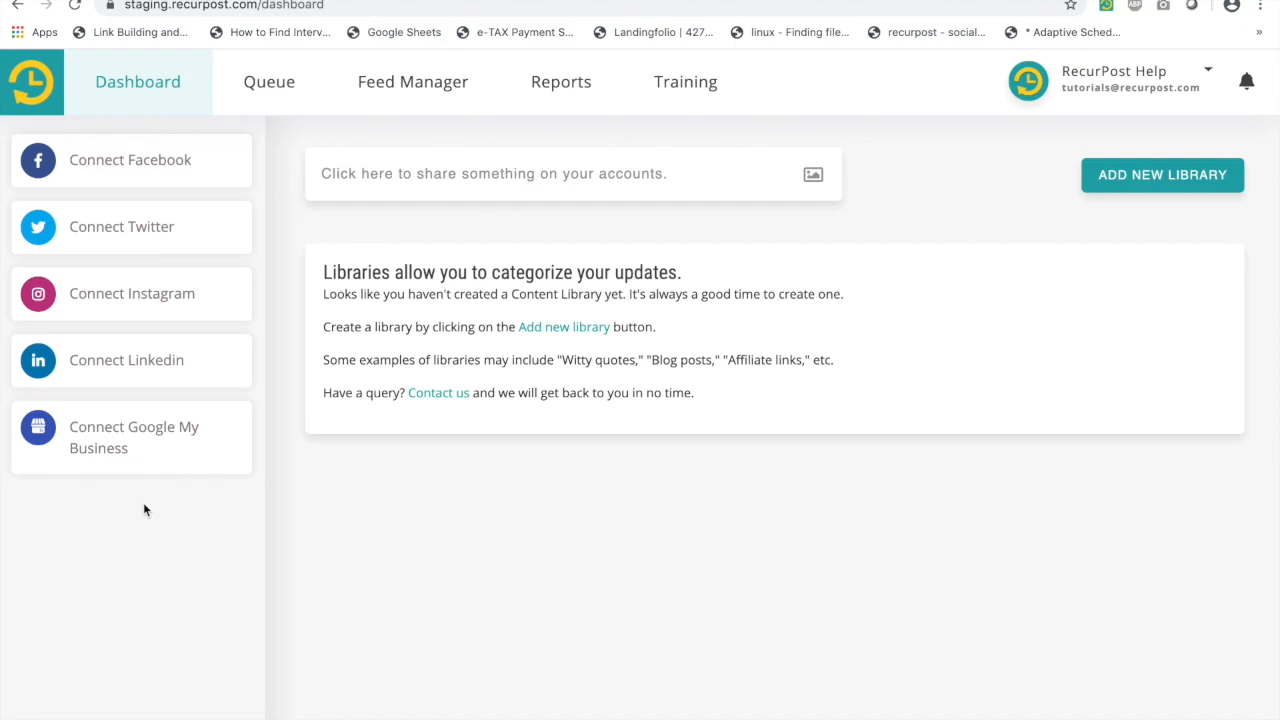 staging.recurpost.com/dashboard
Apps Link Building and... How to Find Interv... Google Sheets e-TAX Payment S... Landingfolio | 427... linux - Finding file... recurpost - social... * Adaptive Sched... »
Dashboard Queue Feed Manager Reports Training
RecurPost Help
tutorials@recurpost.com
Connect Facebook
Connect Twitter
Connect Instagram
Connect Linkedin
Connect Google My
Business
Click here to share something on your accounts.
ADD NEW LIBRARY
Libraries allow you to categorize your updates.
Looks like you haven't created a Content Library yet. It's always a good time to create one.
Create a library by clicking on the Add new library button.
Some examples of libraries may include "Witty quotes," "Blog posts," "Affiliate links," etc.
Have a query? Contact us and we will get back to you in no time.